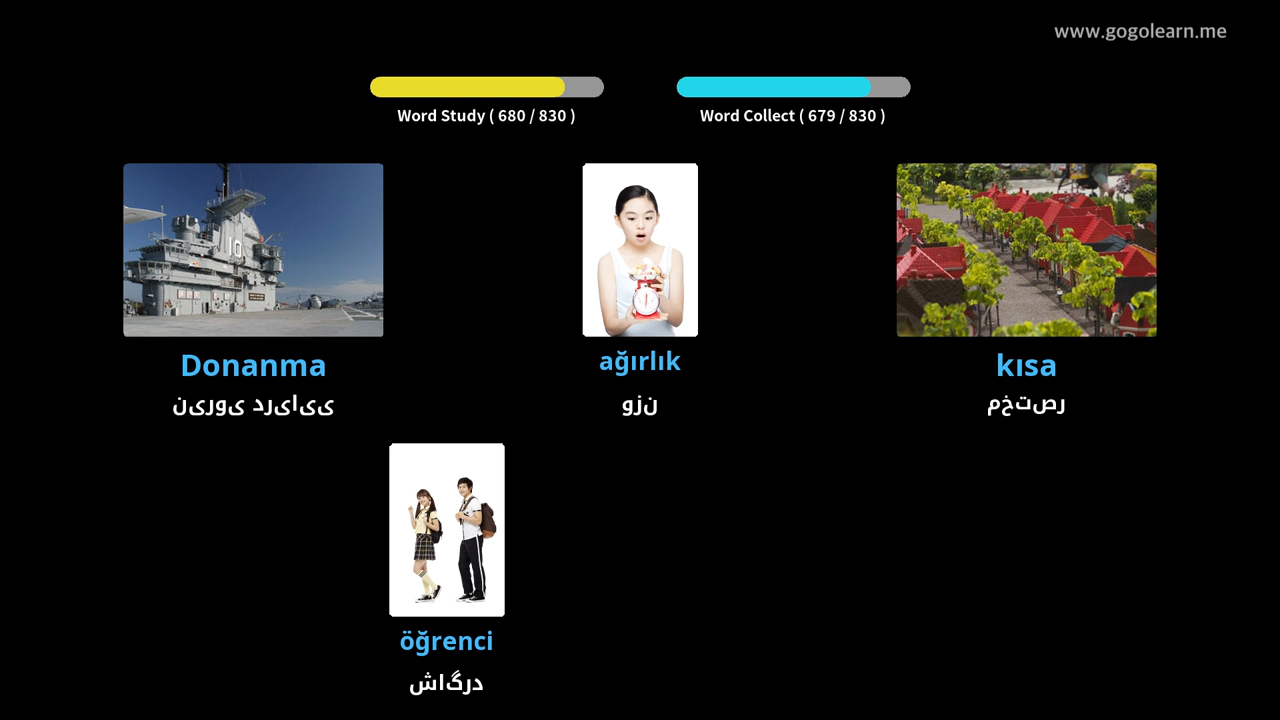 www.gogolearn.me
Word Study ( 680 / 830 )
Word Collect ( 679 / 830 )
Donanma
نیروی دریایی
ağırlık
وزن
kısa
مختصر
öğrenci
شاگرد